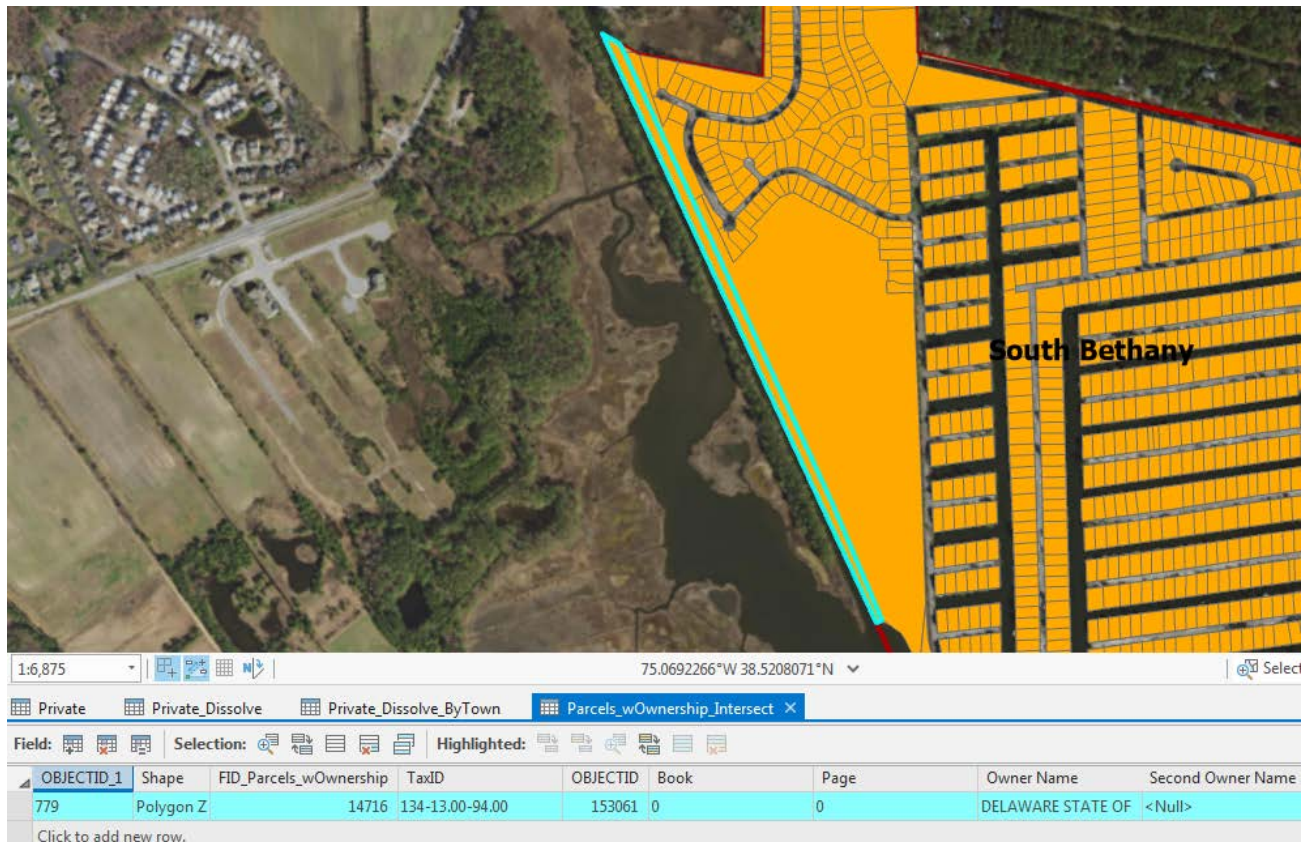 South Bethany
1:6,875
75.0692266°W 38.5208071°N
Select
Private Private_Dissolve Private_Dissolve_ByTown Parcels_wOwnership_Intersect
Field: Selection: Highlighted:
OBJECTID_1 Shape FID_Parcels_wOwnership TaxID OBJECTID Book Page Owner Name Second Owner Name
779 Polygon Z 14716 134-13.00-94.00 153061 0 0 DELAWARE STATE OF <Null>
Click to add new row.